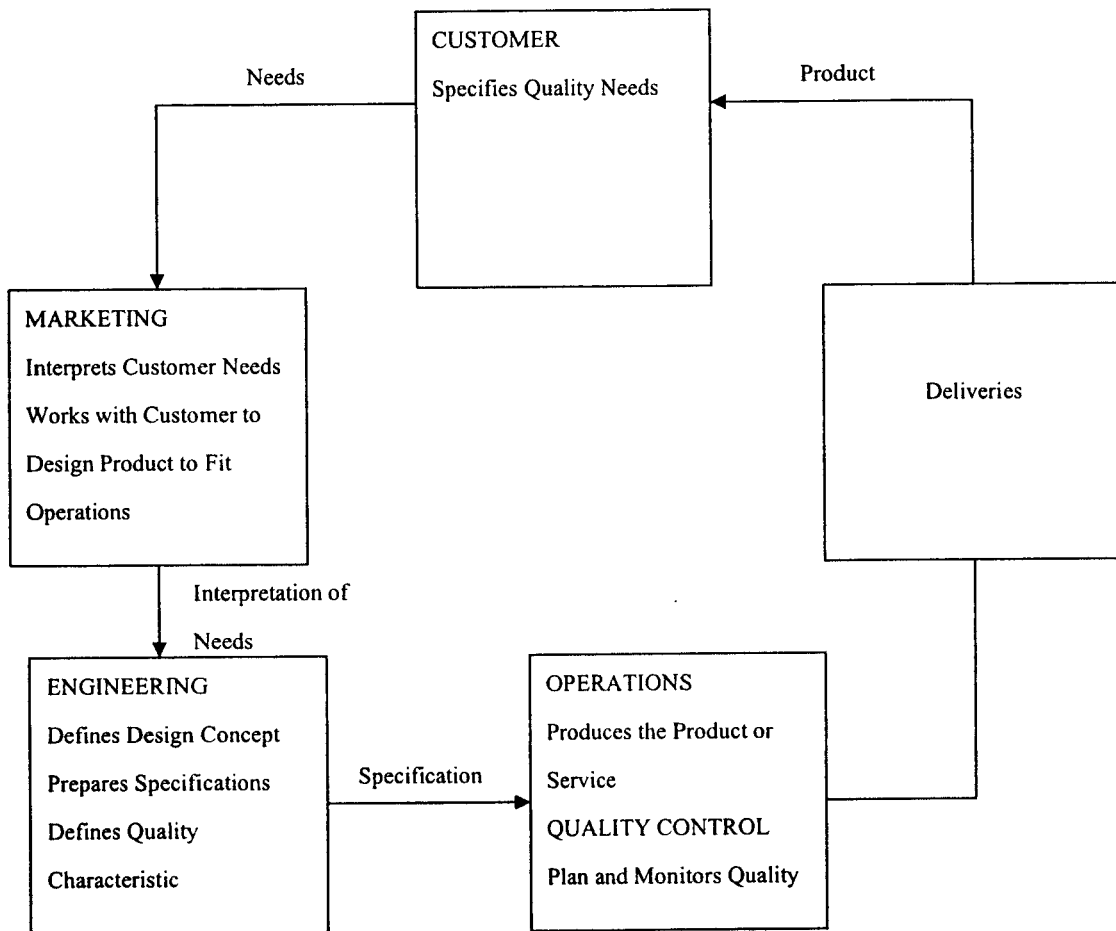 CUSTOMER
Specifies Quality Needs
Needs
Product
MARKETING
Interprets Customer Needs
Works with Customer to
Design Product to Fit
Operations
Deliveries
Interpretation of
Needs
ENGINEERING
Defines Design Concept
Prepares Specifications
Defines Quality
Characteristic
Specification
OPERATIONS
Produces the Product or
Service
QUALITY CONTROL
Plan and Monitors Quality